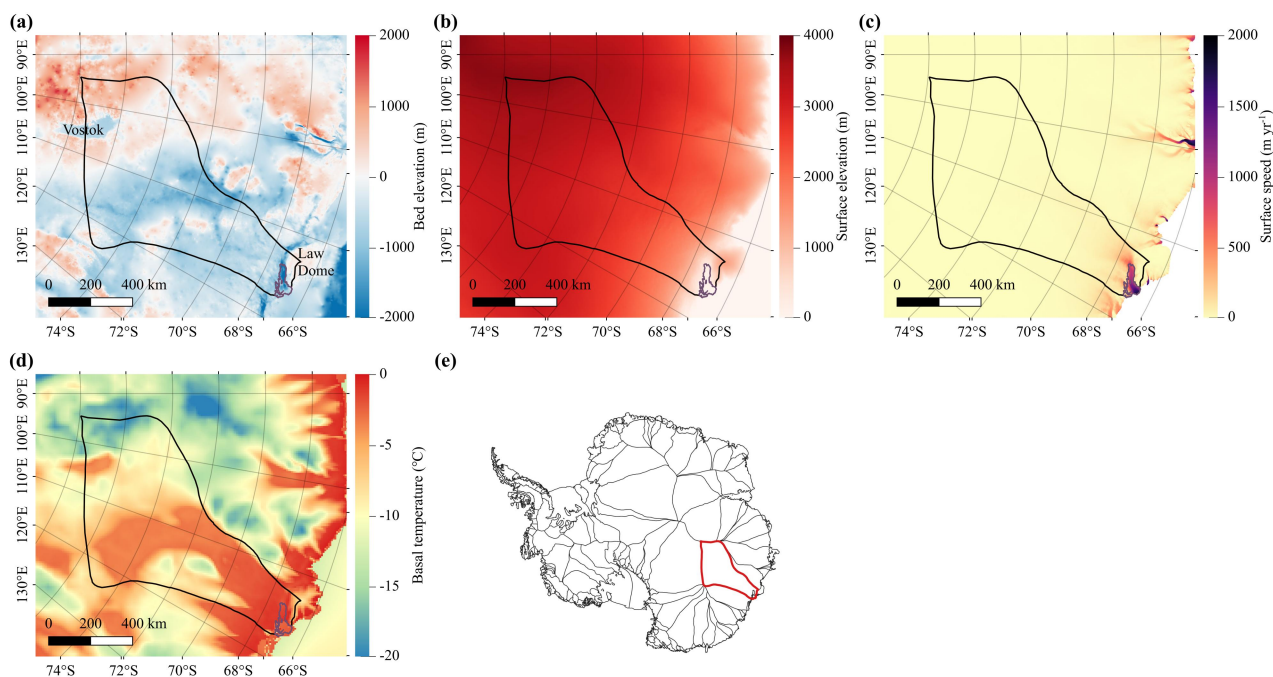 (a)
90°E
100°E
110°E
120°E
130°E
Vostok
Law
Dome
0 200 400 km
74°S 72°S 70°S 68°S 66°S
2000
1000
0
-1000
-2000
Bed elevation (m)
(b)
90°E
100°E
110°E
120°E
130°E
0 200 400 km
74°S 72°S 70°S 68°S 66°S
4000
3000
2000
1000
0
Surface elevation (m)
(c)
90°E
100°E
110°E
120°E
130°E
0 200 400 km
74°S 72°S 70°S 68°S 66°S
2000
1500
1000
500
0
Surface speed (m yr⁻¹)
(d)
90°E
100°E
110°E
120°E
130°E
0 200 400 km
74°S 72°S 70°S 68°S 66°S
0
-5
-10
-15
-20
Basal temperature (°C)
(e)